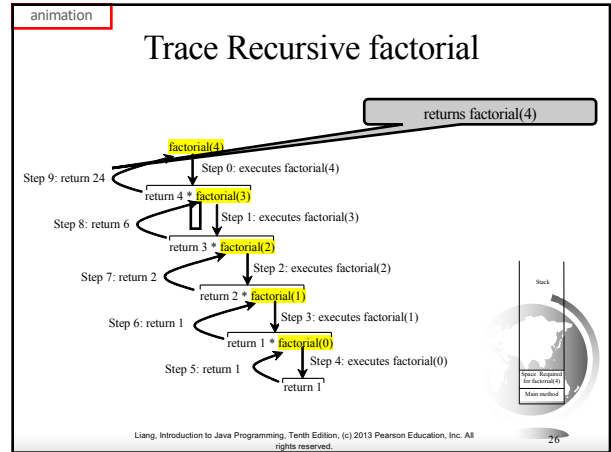 animation
Trace Recursive factorial
returns factorial(4)
factorial(4)
Step 0: executes factorial(4)
Step 9: return 24
return 4 * factorial(3)
Step 1: executes factorial(3)
Step 8: return 6
return 3 * factorial(2)
Step 2: executes factorial(2)
Step 7: return 2
return 2 * factorial(1)
Step 3: executes factorial(1)
Step 6: return 1
return 1 * factorial(0)
Step 4: executes factorial(0)
Step 5: return 1
return 1
Stack
Space Required
for factorial(4)
Main method
Liang, Introduction to Java Programming, Tenth Edition, (c) 2013 Pearson Education, Inc. All
rights reserved.
26